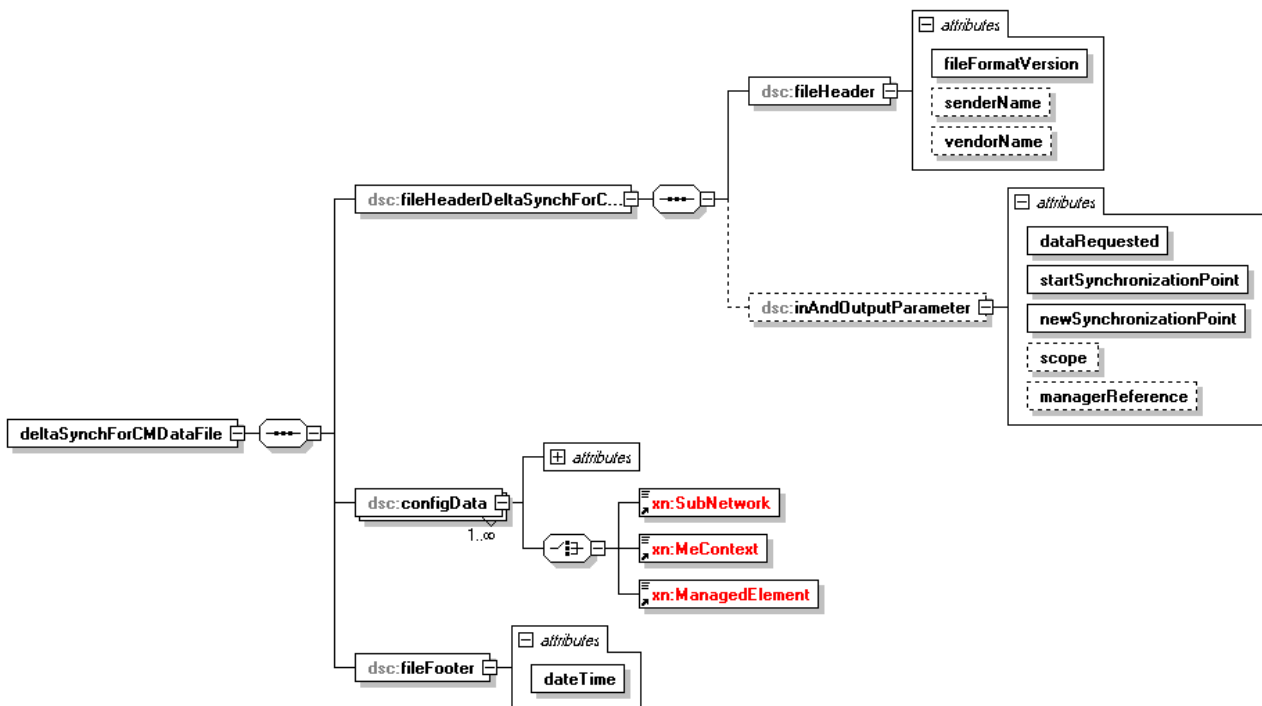 attributes
fileFormatVersion
dsc:fileHeader
senderName
vendorName
dsc:fileHeaderDeltaSynchForC...
attributes
dataRequested
startSynchronizationPoint
dsc:inAndOutputParameter
newSynchronizationPoint
scope
managerReference
deltaSynchForCMDataFile
attributes
dsc:configData
1..∞
xn:SubNetwork
xn:MeContext
xn:ManagedElement
attributes
dsc:fileFooter
dateTime